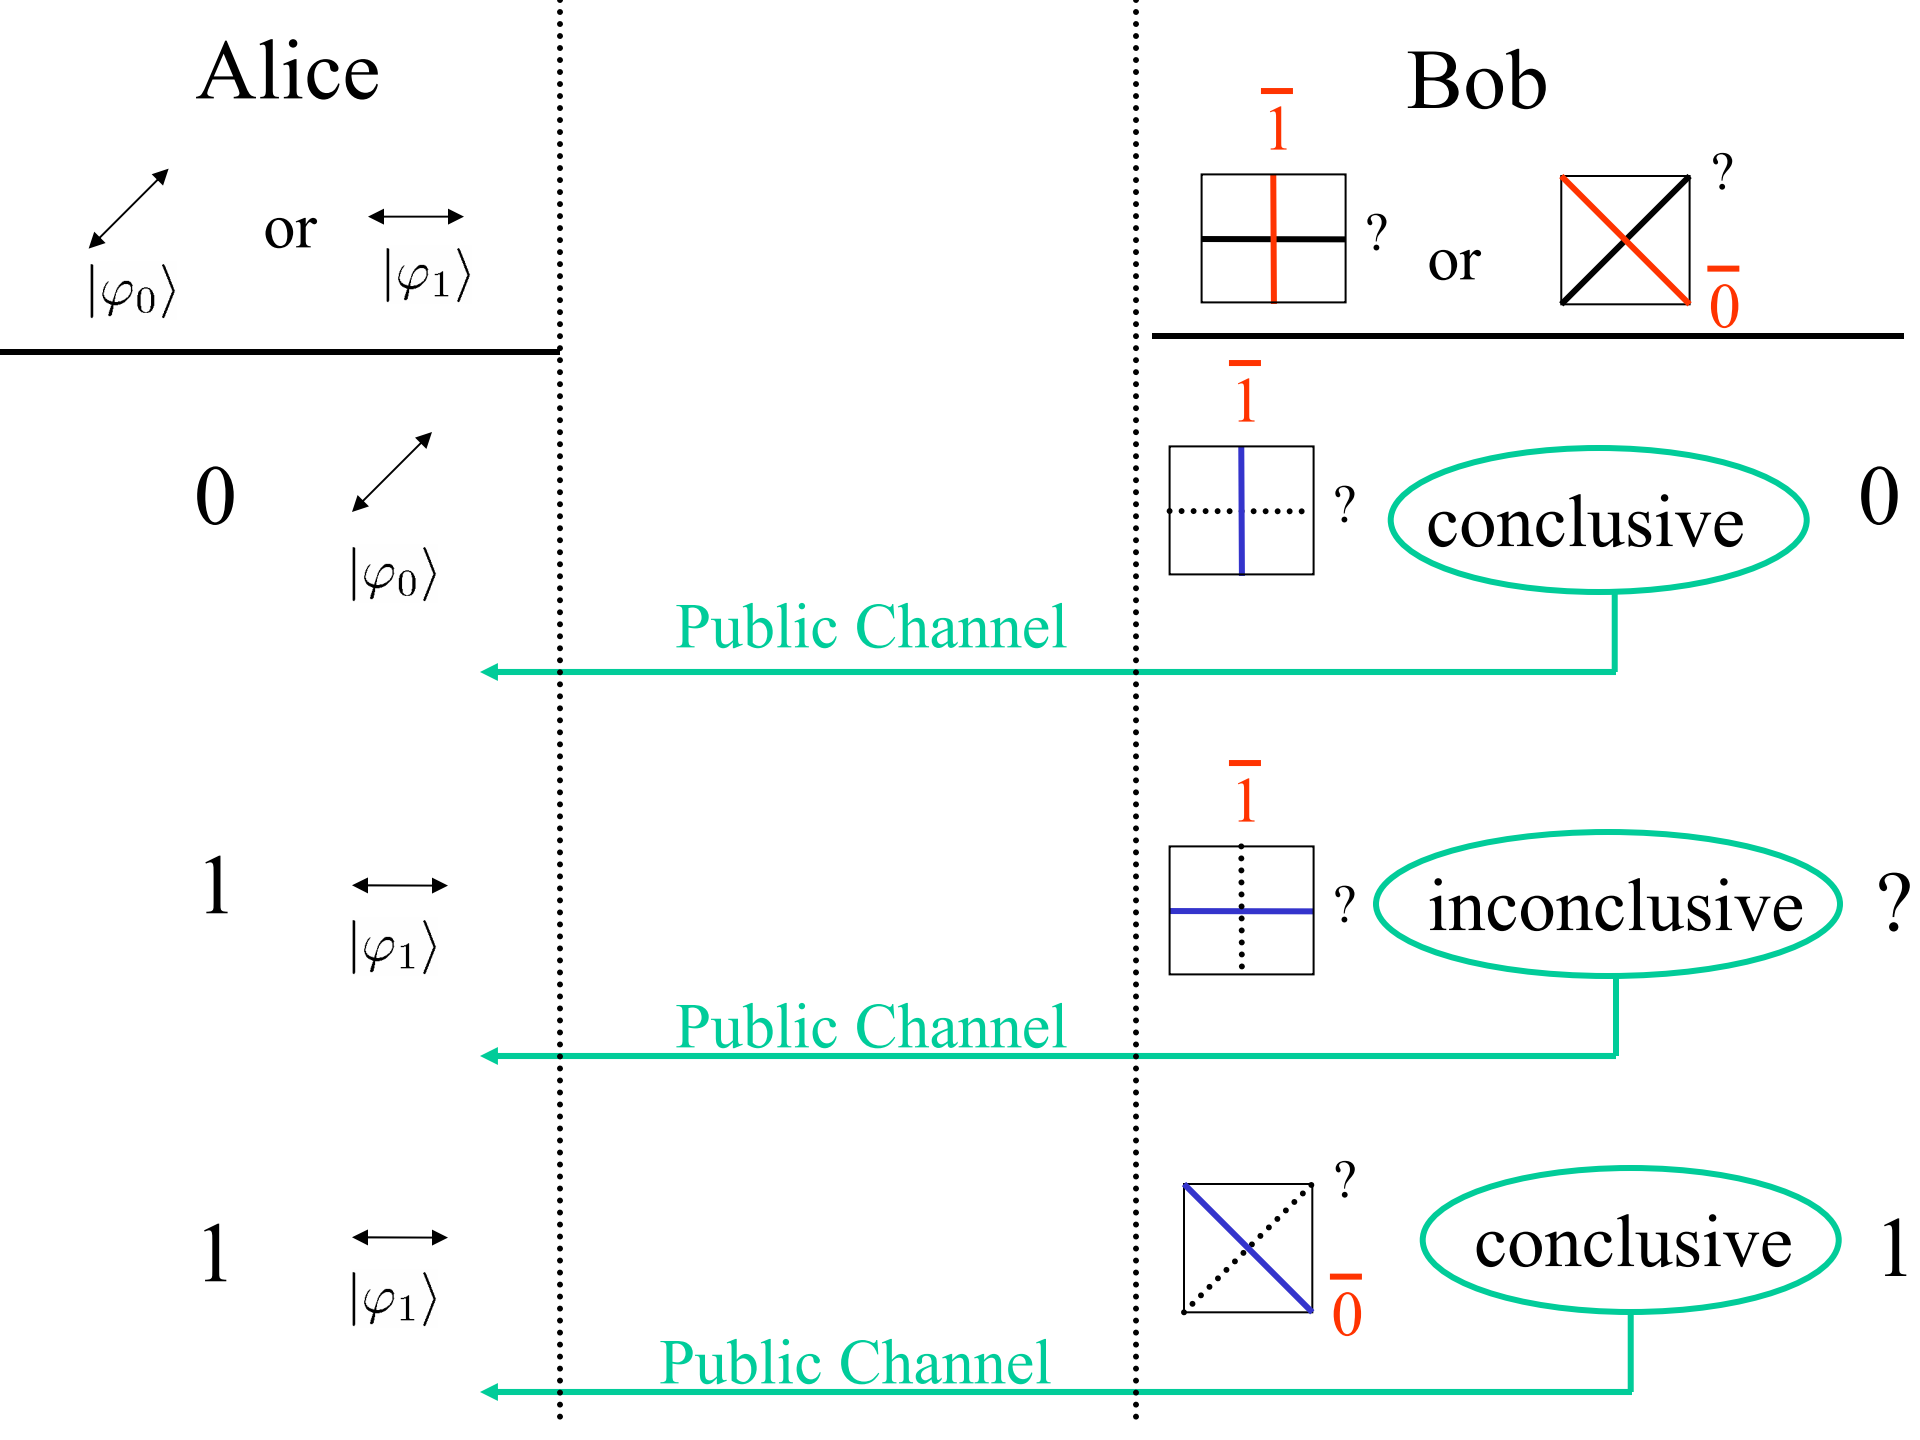 Alice
Bob
1̅
?
or
|φ₀⟩
|φ₁⟩
?
or
0̅
1̅
0
|φ₀⟩
?
conclusive
0
Public Channel
1̅
1
|φ₁⟩
?
inconclusive
?
Public Channel
1
|φ₁⟩
?
0̅
conclusive
1
Public Channel